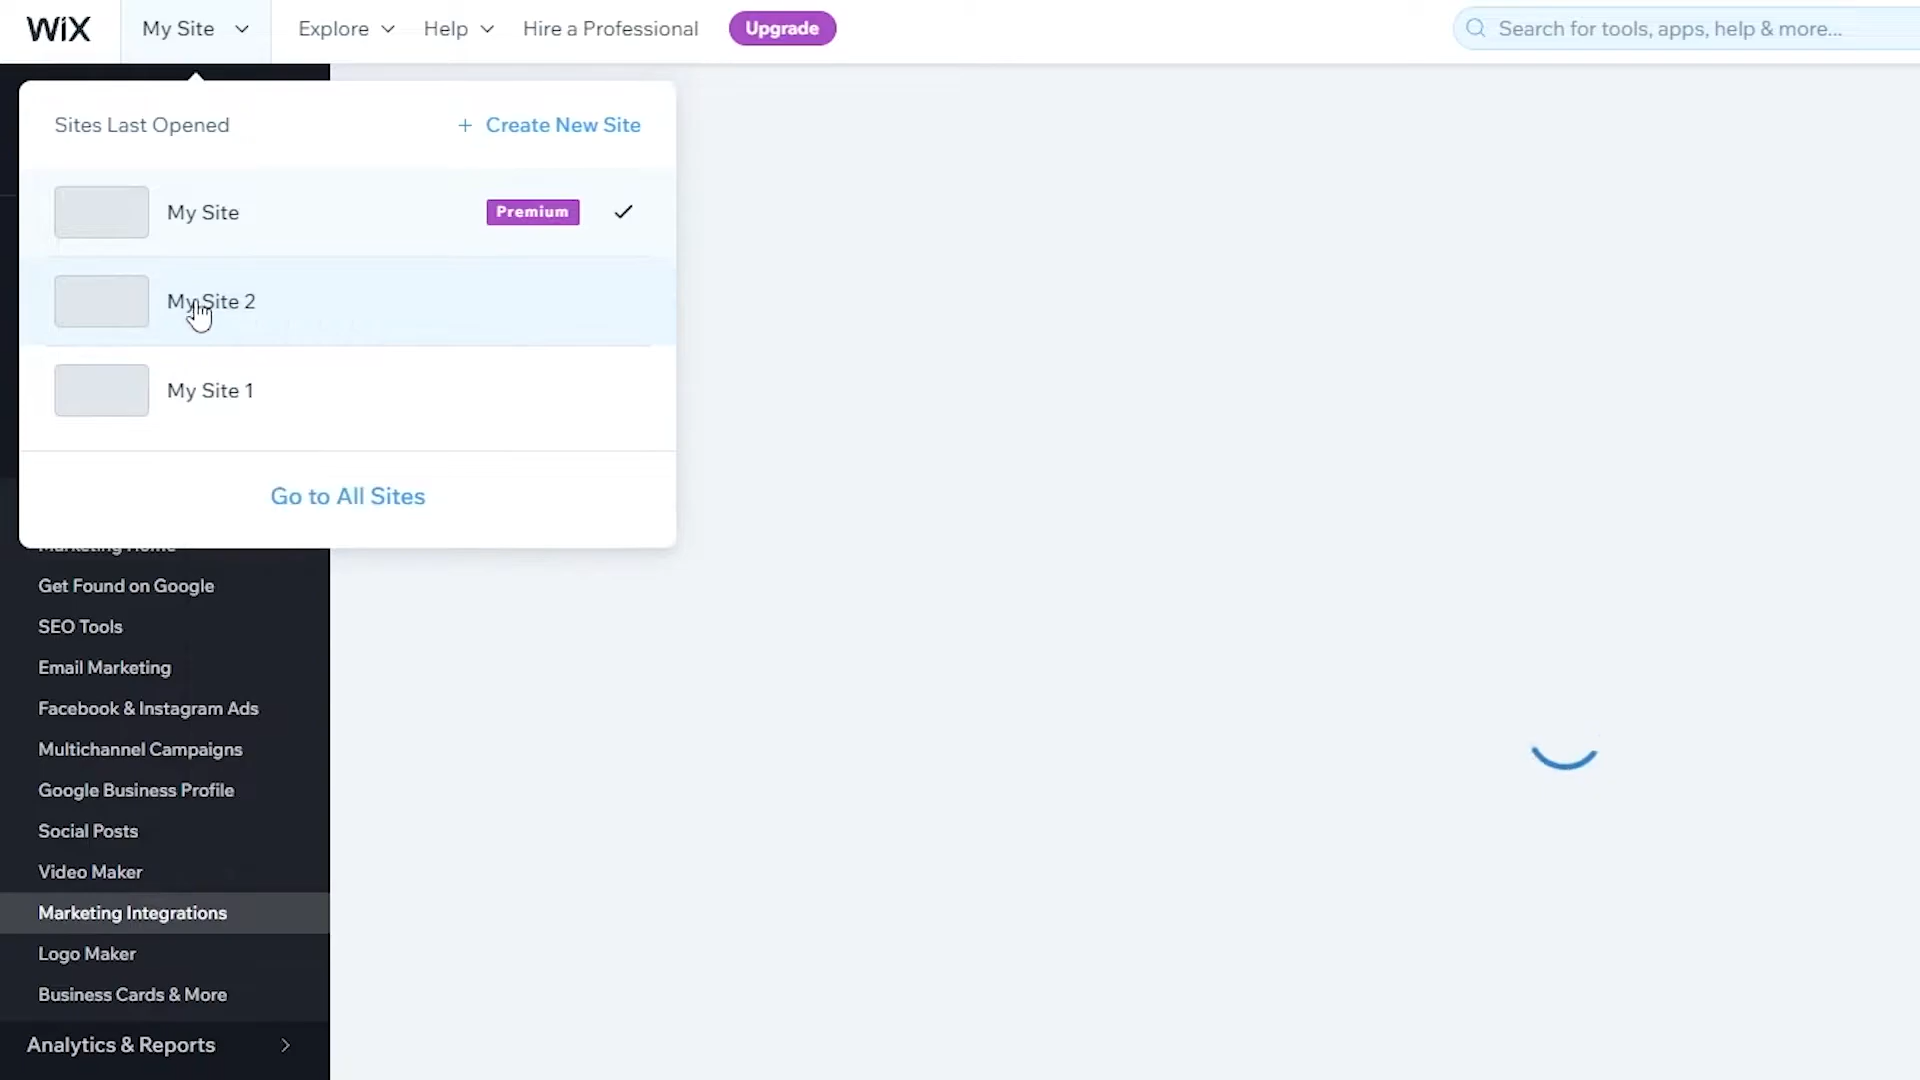 WiX My Site Explore Help Hire a Professional Upgrade Search for tools, apps, help & more...
Sites Last Opened + Create New Site
My Site Premium
My Site 2
My Site 1
Go to All Sites
Marketing Home
Get Found on Google
SEO Tools
Email Marketing
Facebook & Instagram Ads
Multichannel Campaigns
Google Business Profile
Social Posts
Video Maker
Marketing Integrations
Logo Maker
Business Cards & More
Analytics & Reports